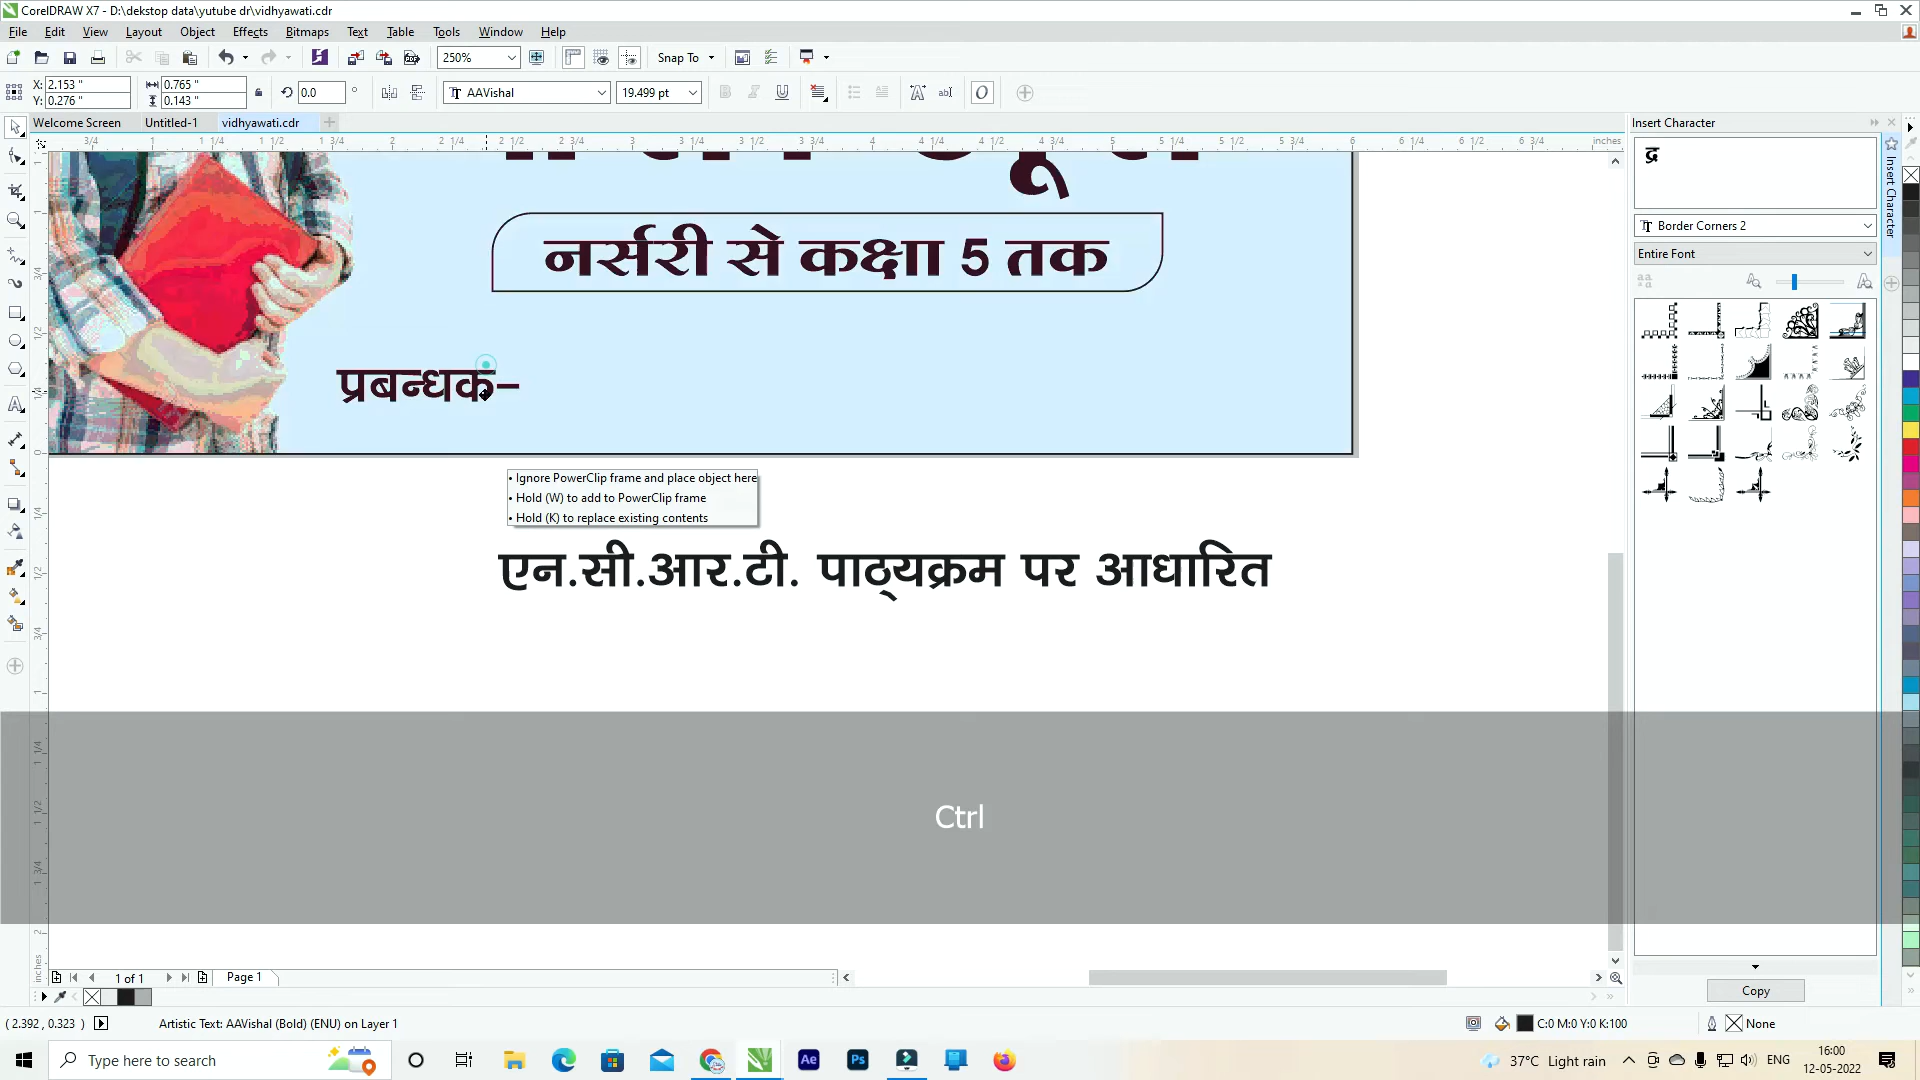 CorelDRAW X7 - D:\dekstop data\yutube dr\vidhyawati.cdr
File Edit View Layout Object Effects Bitmaps Text Table Tools Window Help
250% Snap To
X: 2.153 " 0.765 " 0.0 ° AAVishal 19.499 pt
Y: 0.276 " 0.143 "
Welcome Screen Untitled-1 vidhyawati.cdr
Insert Character
द्र
Border Corners 2
Entire Font
Insert Character
inches
नर्सरी से कक्षा 5 तक
प्रबन्धक–
• Ignore PowerClip frame and place object here
• Hold (W) to add to PowerClip frame
• Hold (K) to replace existing contents
एन.सी.आर.टी. पाठ्यक्रम पर आधारित
Ctrl
1 of 1 Page 1
Copy
( 2.392 , 0.323 ) Artistic Text: AAVishal (Bold) (ENU) on Layer 1 C:0 M:0 Y:0 K:100 None
Type here to search
37°C Light rain ENG 16:00
12-05-2022